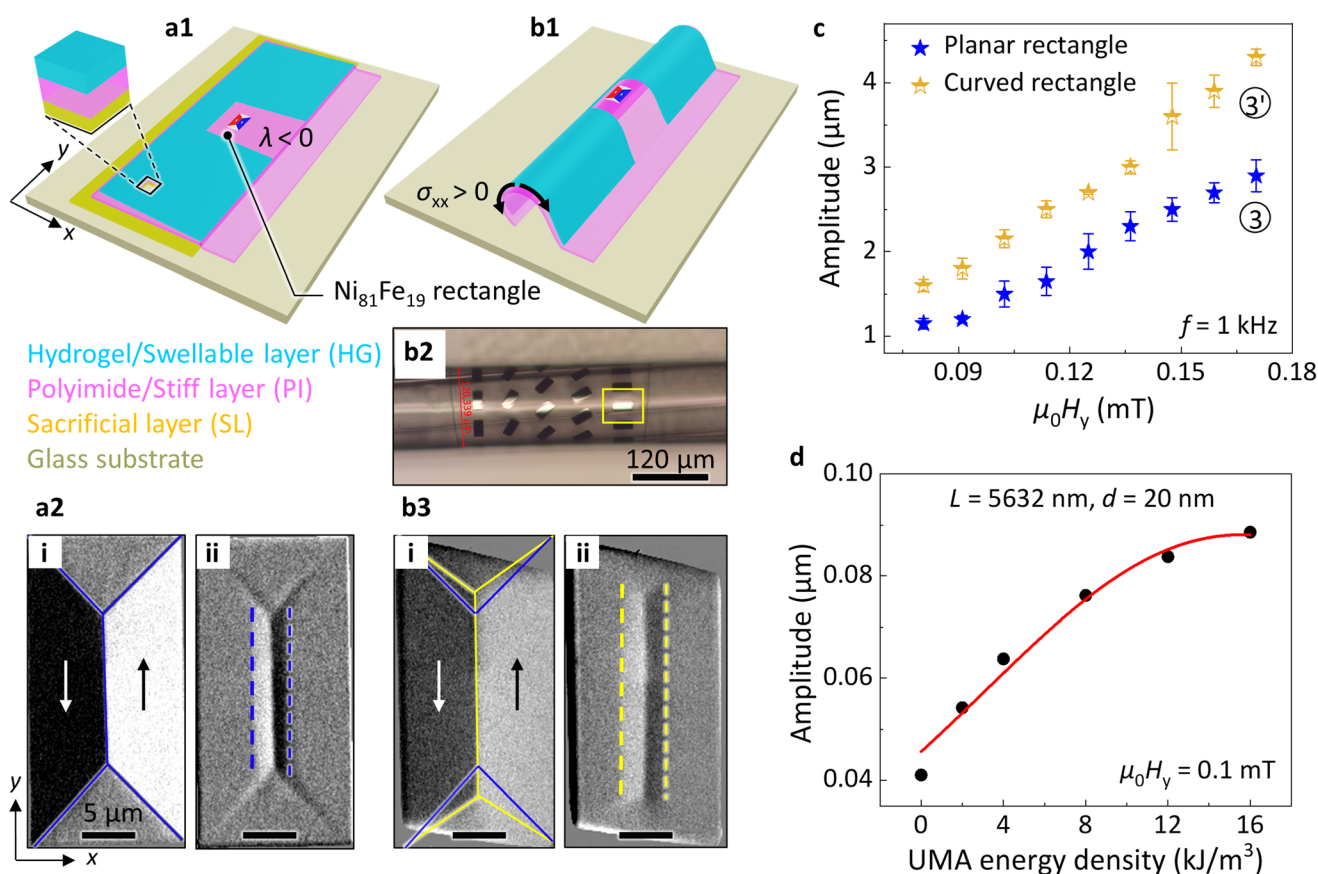 a1
λ < 0
y
x
Ni₈₁Fe₁₉ rectangle
b1
σxx > 0
Hydrogel/Swellable layer (HG)
Polyimide/Stiff layer (PI)
Sacrificial layer (SL)
Glass substrate
b2
120 µm
a2
i
ii
5 µm
y
x
b3
i
ii
c
Planar rectangle
Curved rectangle
3'
3
f = 1 kHz
Amplitude (µm)
4
3
2
1
0.09
0.12
0.15
0.18
µ₀Hy (mT)
d
L = 5632 nm, d = 20 nm
µ₀Hy = 0.1 mT
Amplitude (µm)
0.10
0.08
0.06
0.04
0
4
8
12
16
UMA energy density (kJ/m³)